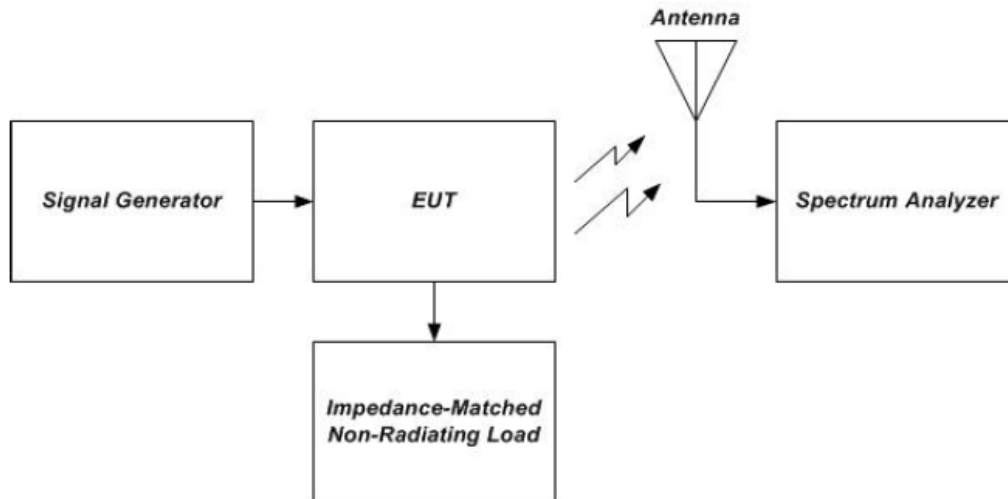 Antenna
Signal Generator
EUT
Spectrum Analyzer
Impedance-Matched
Non-Radiating Load